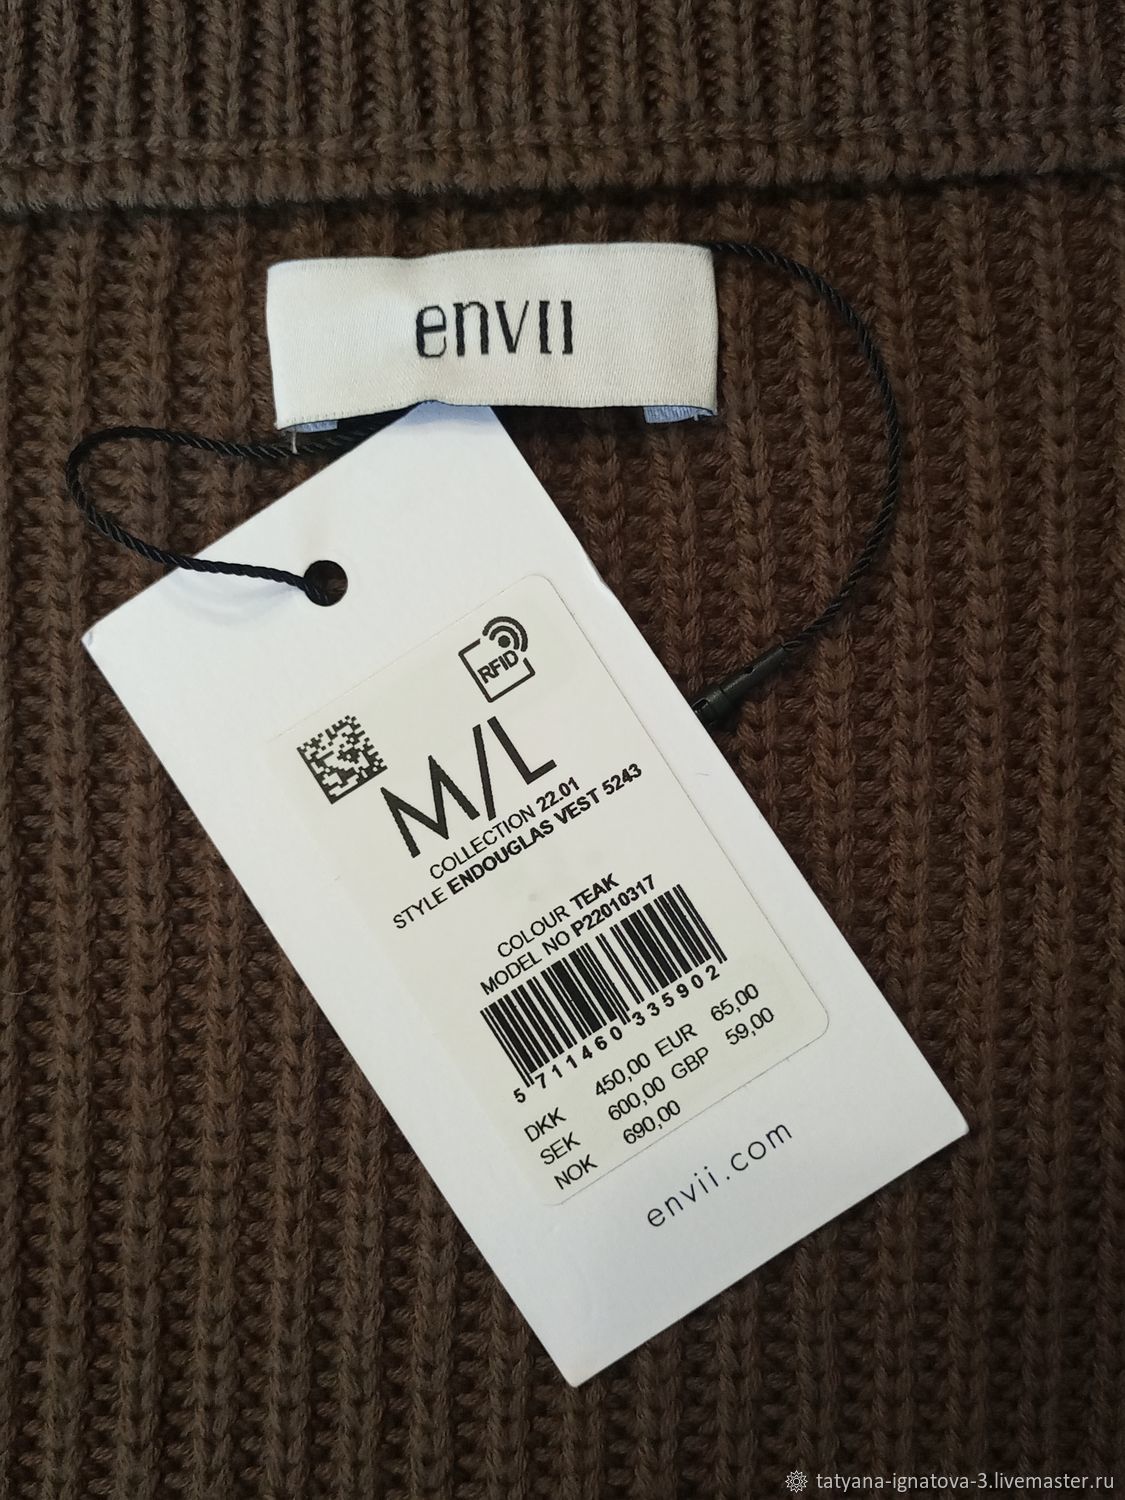 envii
RFID
M/L
COLLECTION 22.01
STYLE ENDOUGLAS VEST 5243
COLOUR TEAK
MODEL NO P22010317
5 711460 335902
DKK 450,00 EUR 65,00
SEK 600,00 GBP 59,00
NOK 690,00
envii.com
tatyana-ignatova-3.livemaster.ru